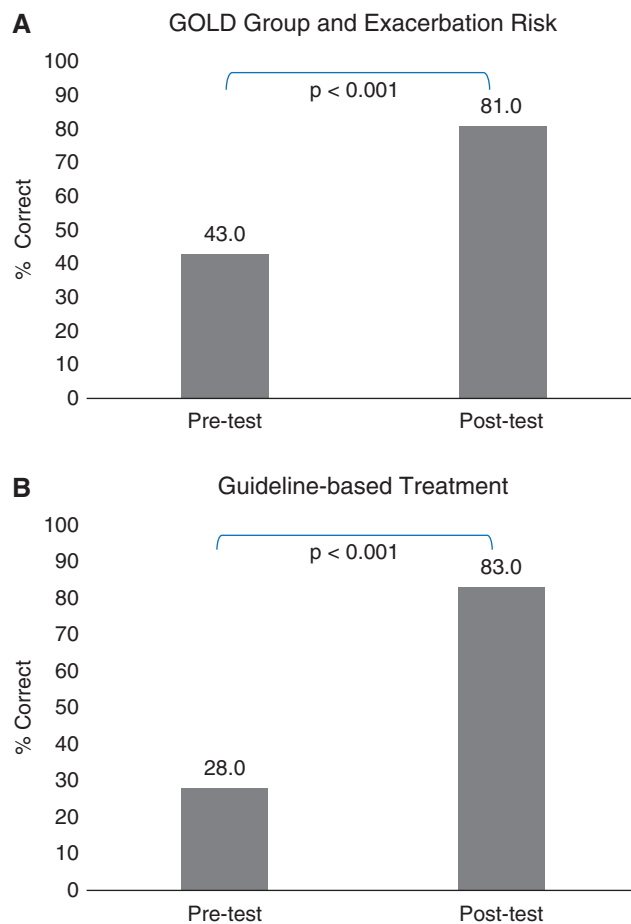 A
GOLD Group and Exacerbation Risk
100
90
80
70
60
50
40
30
20
10
0
% Correct
p < 0.001
43.0
81.0
Pre-test Post-test
B
Guideline-based Treatment
100
90
80
70
60
50
40
30
20
10
0
% Correct
p < 0.001
28.0
83.0
Pre-test Post-test